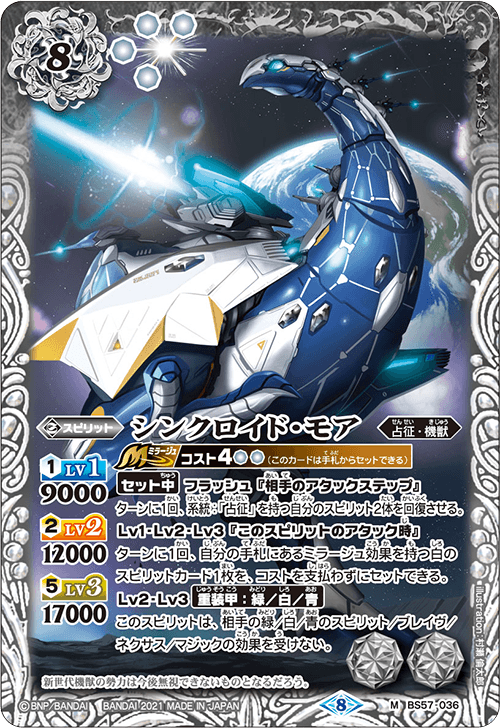 8
シンクロイド・モア
スピリット
せんせい きじゅう
占征・機獣
Mミラージュ コスト4 (このカードは手札からセットできる)
1 LV1
9000
セット中 フラッシュ『相手のアタックステップ』
ターンに1回、系統:「占征」を持つ自分のスピリット2体を回復させる。
2 LV2
12000
Lv1・Lv2・Lv3『このスピリットのアタック時』
ターンに1回、自分の手札にあるミラージュ効果を持つ白の
スピリットカード1枚を、コストを支払わずにセットできる。
5 LV3
17000
Lv2・Lv3 重装甲:緑/白/青
このスピリットは、相手の緑/白/青のスピリット/ブレイヴ/
ネクサス/マジックの効果を受けない。
新世代機獣の勢力は今後無視できないものとなるだろう。
©BNP/BANDAI BANDAI 2021 MADE IN JAPAN
8
M BS57-036
illustration: